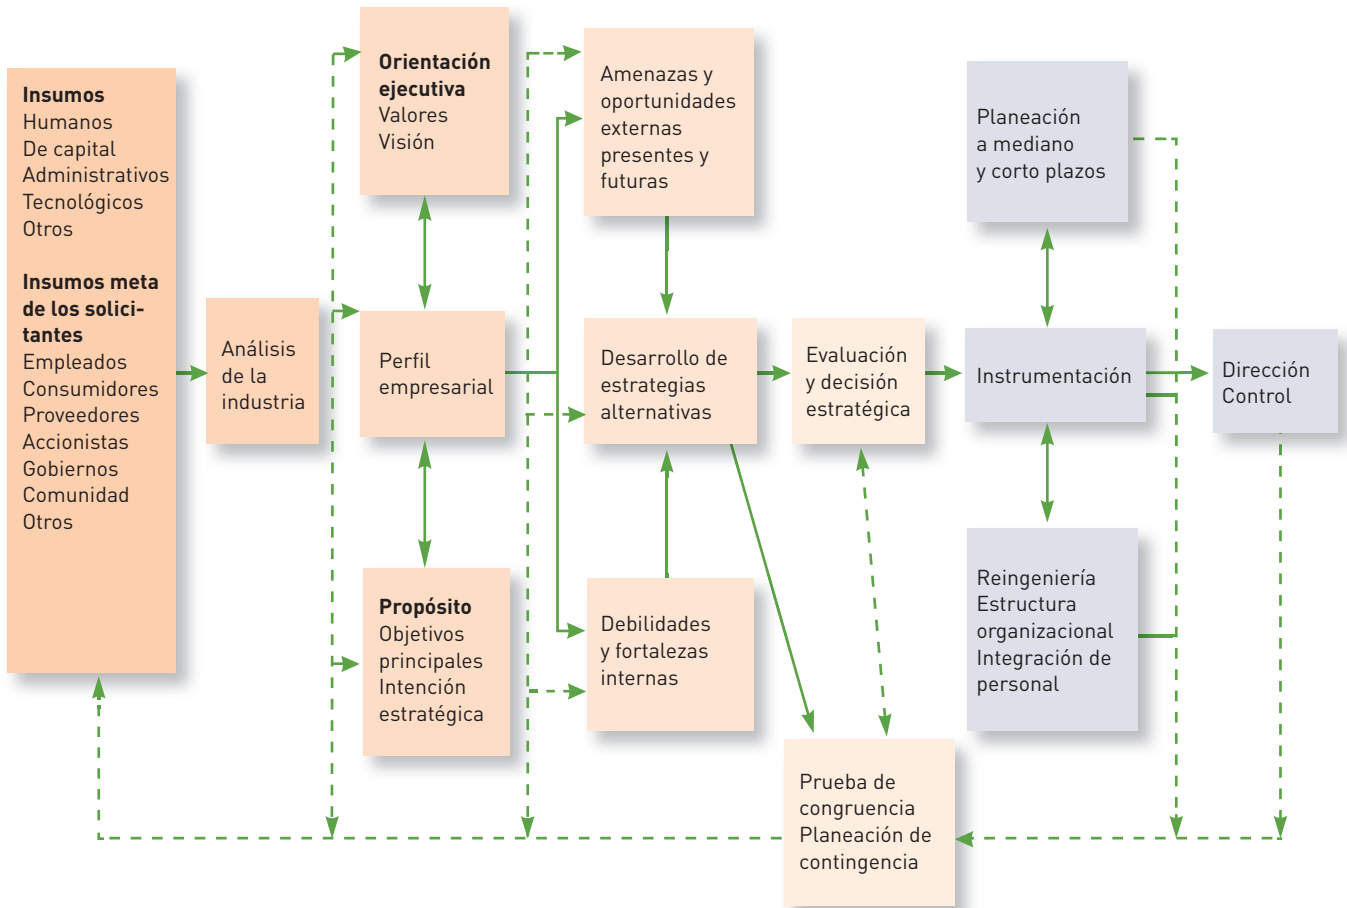 Insumos
Humanos
De capital
Administrativos
Tecnológicos
Otros
Insumos meta
de los solici-
tantes
Empleados
Consumidores
Proveedores
Accionistas
Gobiernos
Comunidad
Otros
Análisis
de la
industria
Orientación
ejecutiva
Valores
Visión
Perfil
empresarial
Propósito
Objetivos
principales
Intención
estratégica
Amenazas y
oportunidades
externas
presentes y
futuras
Desarrollo de
estrategias
alternativas
Debilidades
y fortalezas
internas
Evaluación
y decisión
estratégica
Prueba de
congruencia
Planeación de
contingencia
Planeación
a mediano
y corto plazos
Instrumentación
Reingeniería
Estructura
organizacional
Integración de
personal
Dirección
Control